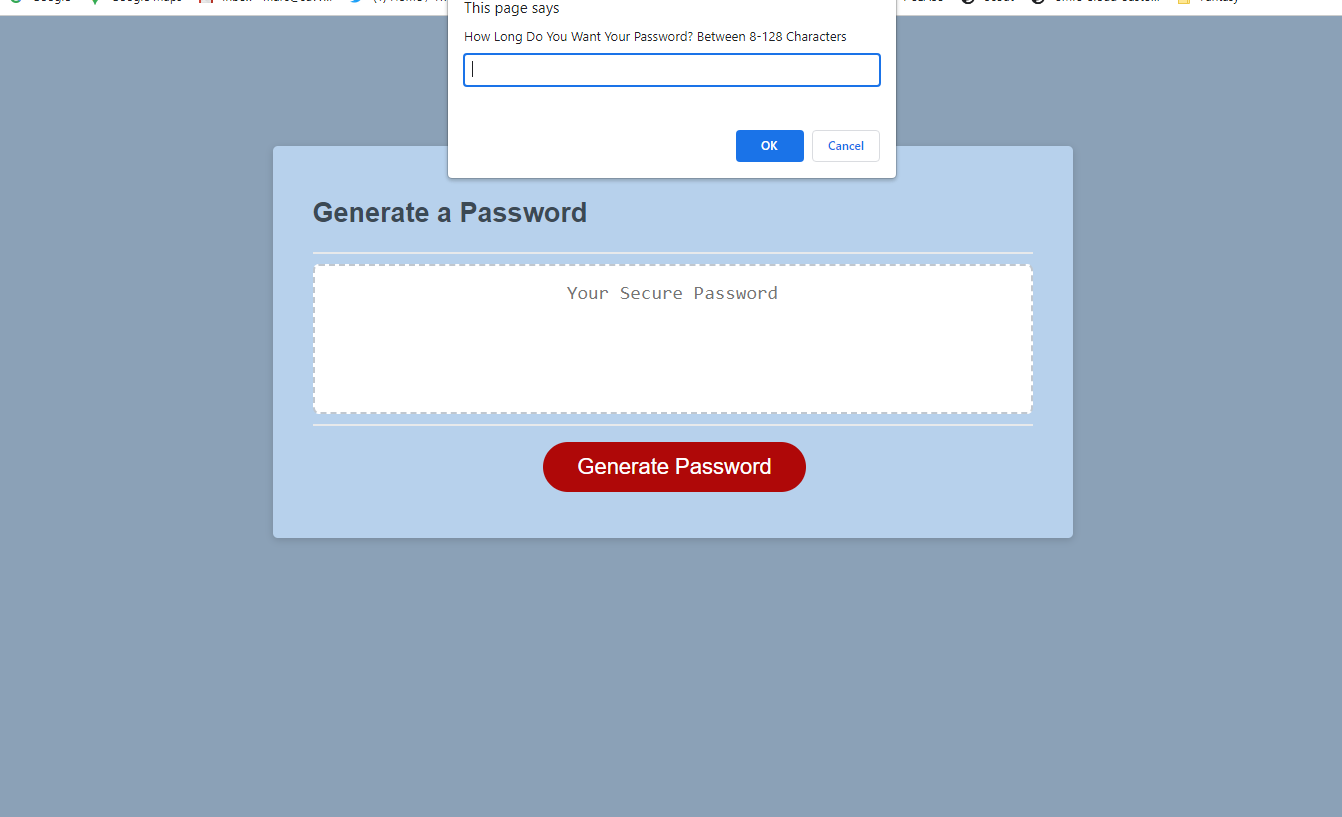 This page says
How Long Do You Want Your Password? Between 8-128 Characters
OK
Cancel
Generate a Password
Your Secure Password
Generate Password